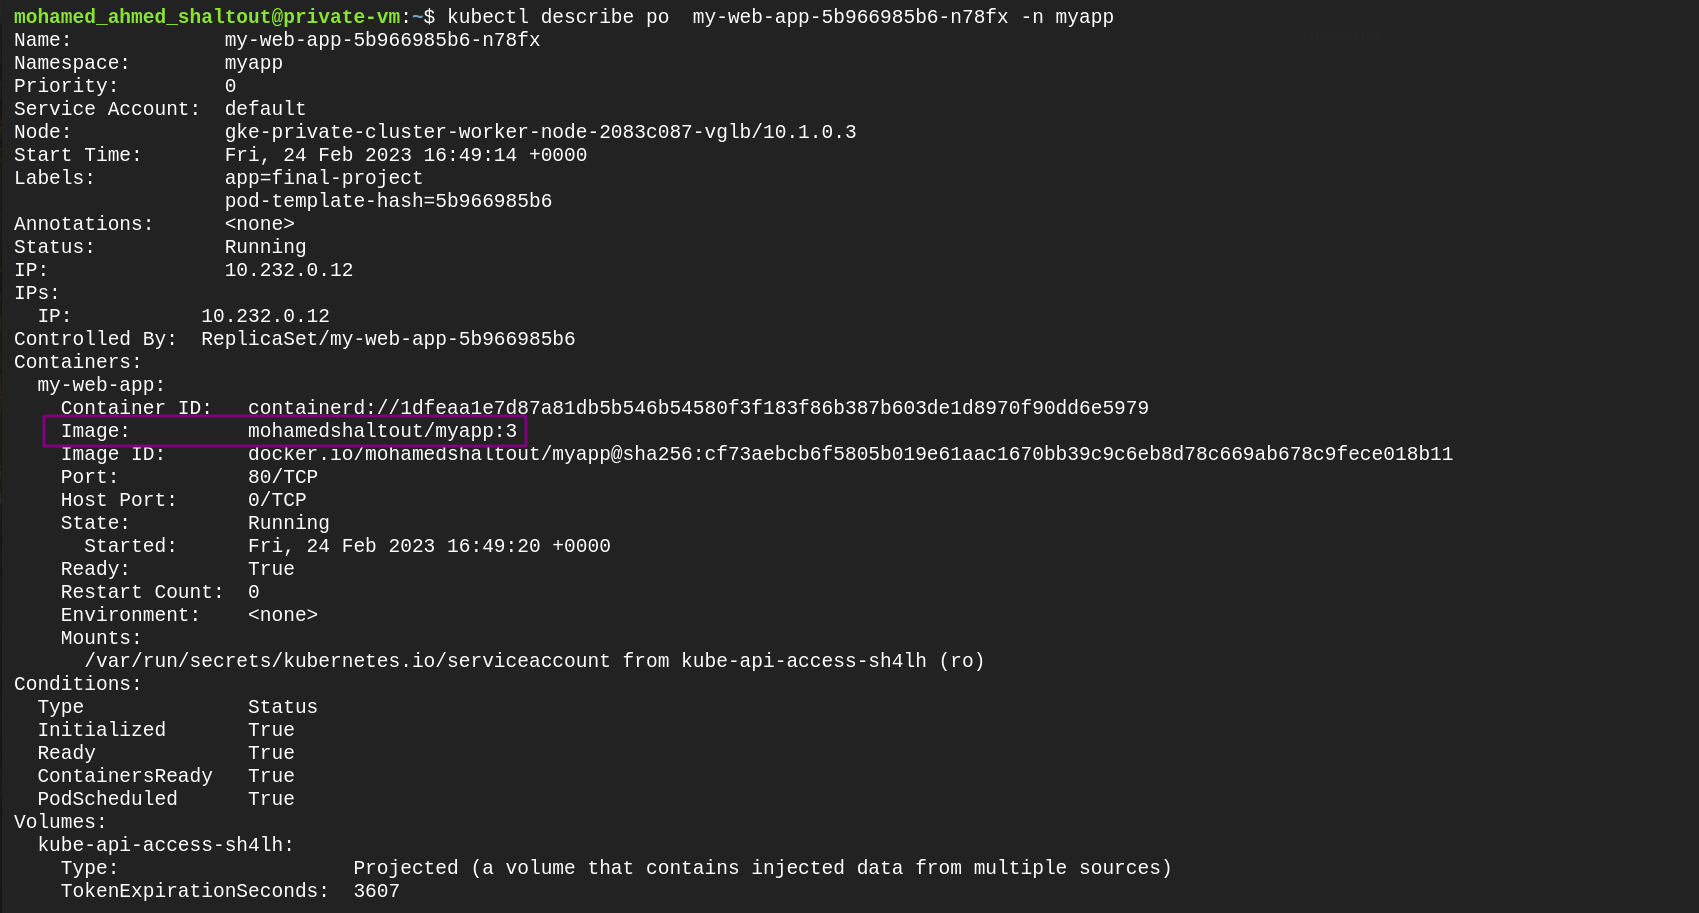 mohamed_ahmed_shaltout@private-vm:~$ kubectl describe po  my-web-app-5b966985b6-n78fx -n myapp
Name:             my-web-app-5b966985b6-n78fx
Namespace:        myapp
Priority:         0
Service Account:  default
Node:             gke-private-cluster-worker-node-2083c087-vglb/10.1.0.3
Start Time:       Fri, 24 Feb 2023 16:49:14 +0000
Labels:           app=final-project
                  pod-template-hash=5b966985b6
Annotations:      <none>
Status:           Running
IP:               10.232.0.12
IPs:
  IP:           10.232.0.12
Controlled By:  ReplicaSet/my-web-app-5b966985b6
Containers:
  my-web-app:
    Container ID:   containerd://1dfeaa1e7d87a81db5b546b54580f3f183f86b387b603de1d8970f90dd6e5979
    Image:          mohamedshaltout/myapp:3
    Image ID:       docker.io/mohamedshaltout/myapp@sha256:cf73aebcb6f5805b019e61aac1670bb39c9c6eb8d78c669ab678c9fece018b11
    Port:           80/TCP
    Host Port:      0/TCP
    State:          Running
      Started:      Fri, 24 Feb 2023 16:49:20 +0000
    Ready:          True
    Restart Count:  0
    Environment:    <none>
    Mounts:
      /var/run/secrets/kubernetes.io/serviceaccount from kube-api-access-sh4lh (ro)
Conditions:
  Type              Status
  Initialized       True
  Ready             True
  ContainersReady   True
  PodScheduled      True
Volumes:
  kube-api-access-sh4lh:
    Type:                    Projected (a volume that contains injected data from multiple sources)
    TokenExpirationSeconds:  3607